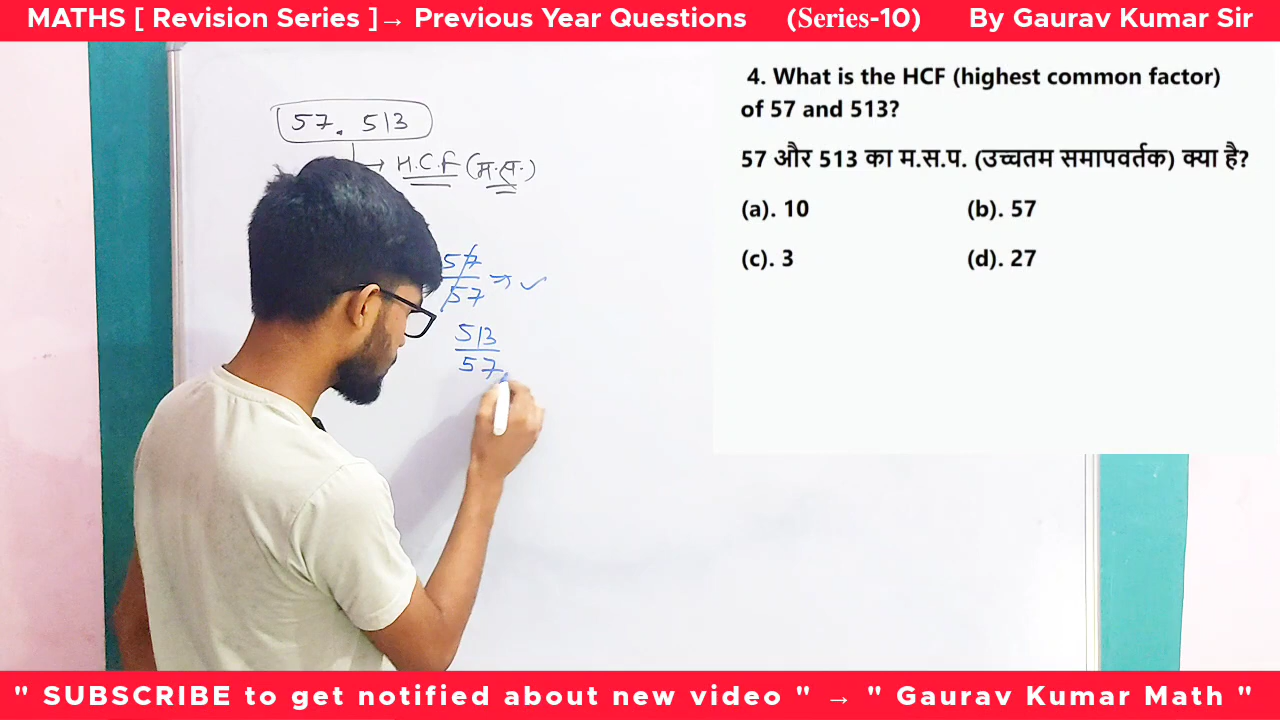 MATHS [ Revision Series ]→ Previous Year Questions (Series-10) By Gaurav Kumar Sir
4. What is the HCF (highest common factor)
of 57 and 513?
57 और 513 का म.स.प. (उच्चतम समापवर्तक) क्या है?
(a). 10 (b). 57
(c). 3 (d). 27
57. 513
→ H.C.F (म.स.)
57
57 → ✓
513
57
" SUBSCRIBE to get notified about new video " → " Gaurav Kumar Math "